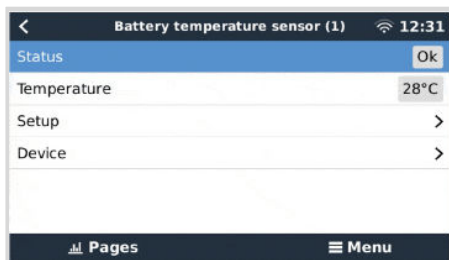 Battery temperature sensor (1) 12:31
Status Ok
Temperature 28°C
Setup
Device
Pages Menu